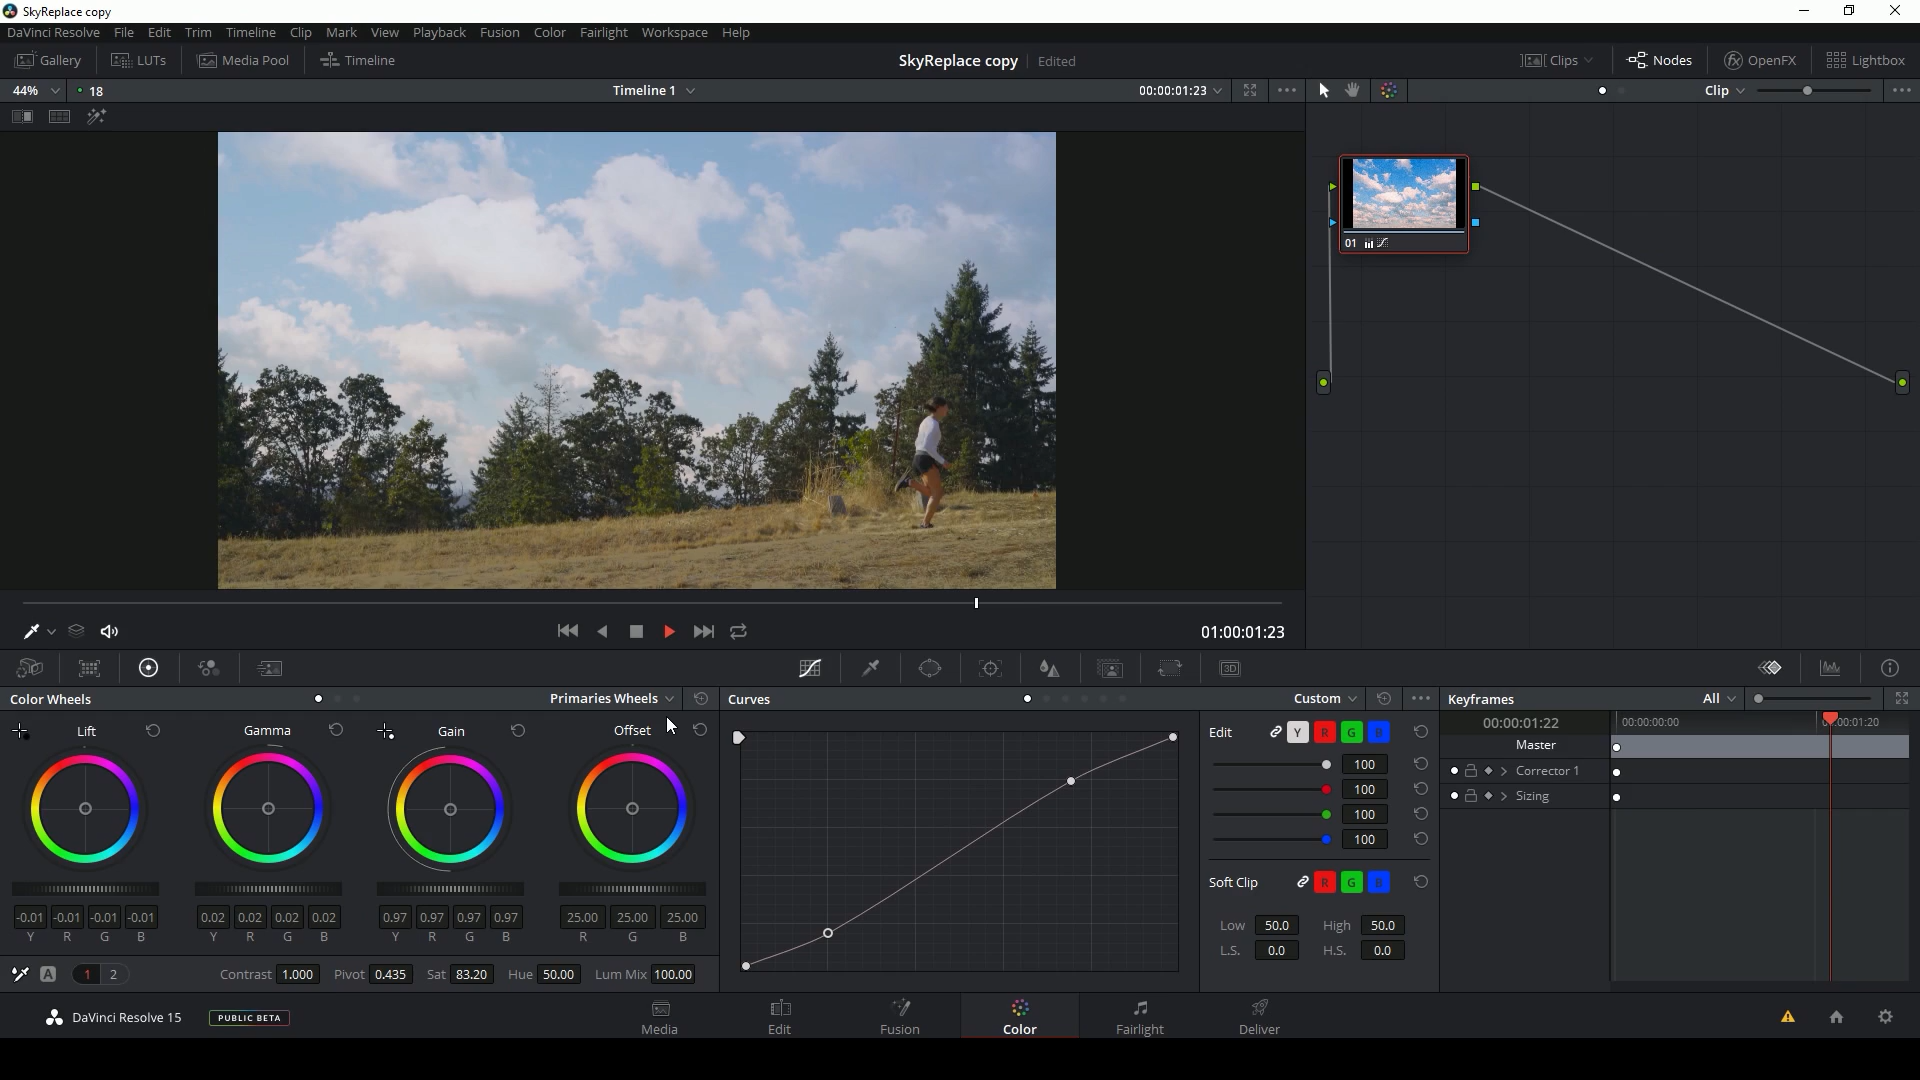 SkyReplace copy
DaVinci Resolve File Edit Trim Timeline Clip Mark View Playback Fusion Color Fairlight Workspace Help
Gallery LUTs Media Pool Timeline SkyReplace copy Edited Clips Nodes OpenFX Lightbox
44% 18 Timeline 1 00:00:01:23 Clip
01
01:00:01:23
3D
Color Wheels Primaries Wheels Curves Custom Keyframes All
Lift Gamma Gain Offset
Edit Y R G B
100
100
100
100
Soft Clip R G B
Low 50.0 High 50.0
L.S. 0.0 H.S. 0.0
00:00:01:22 00:00:00:00
Master
Corrector 1
Sizing
-0.01 -0.01 -0.01 -0.01 0.02 0.02 0.02 0.02 0.97 0.97 0.97 0.97 25.00 25.00 25.00
Y R G B Y R G B Y R G B R G B
A 1 2 Contrast 1.000 Pivot 0.435 Sat 83.20 Hue 50.00 Lum Mix 100.00
DaVinci Resolve 15 PUBLIC BETA Media Edit Fusion Color Fairlight Deliver